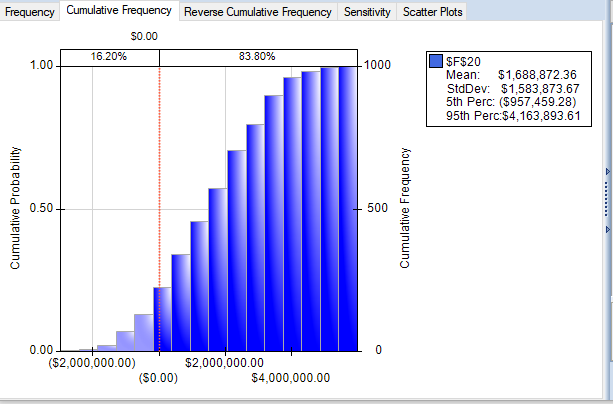 Frequency Cumulative Frequency Reverse Cumulative Frequency Sensitivity Scatter Plots
$0.00
16.20% 83.80%
1.00 1000
$F$20
Mean: $1,688,872.36
StdDev: $1,583,873.67
5th Perc: ($957,459.28)
95th Perc:$4,163,893.61
Cumulative Probability
Cumulative Frequency
0.50 500
0.00 0
($2,000,000.00) $2,000,000.00
($0.00) $4,000,000.00